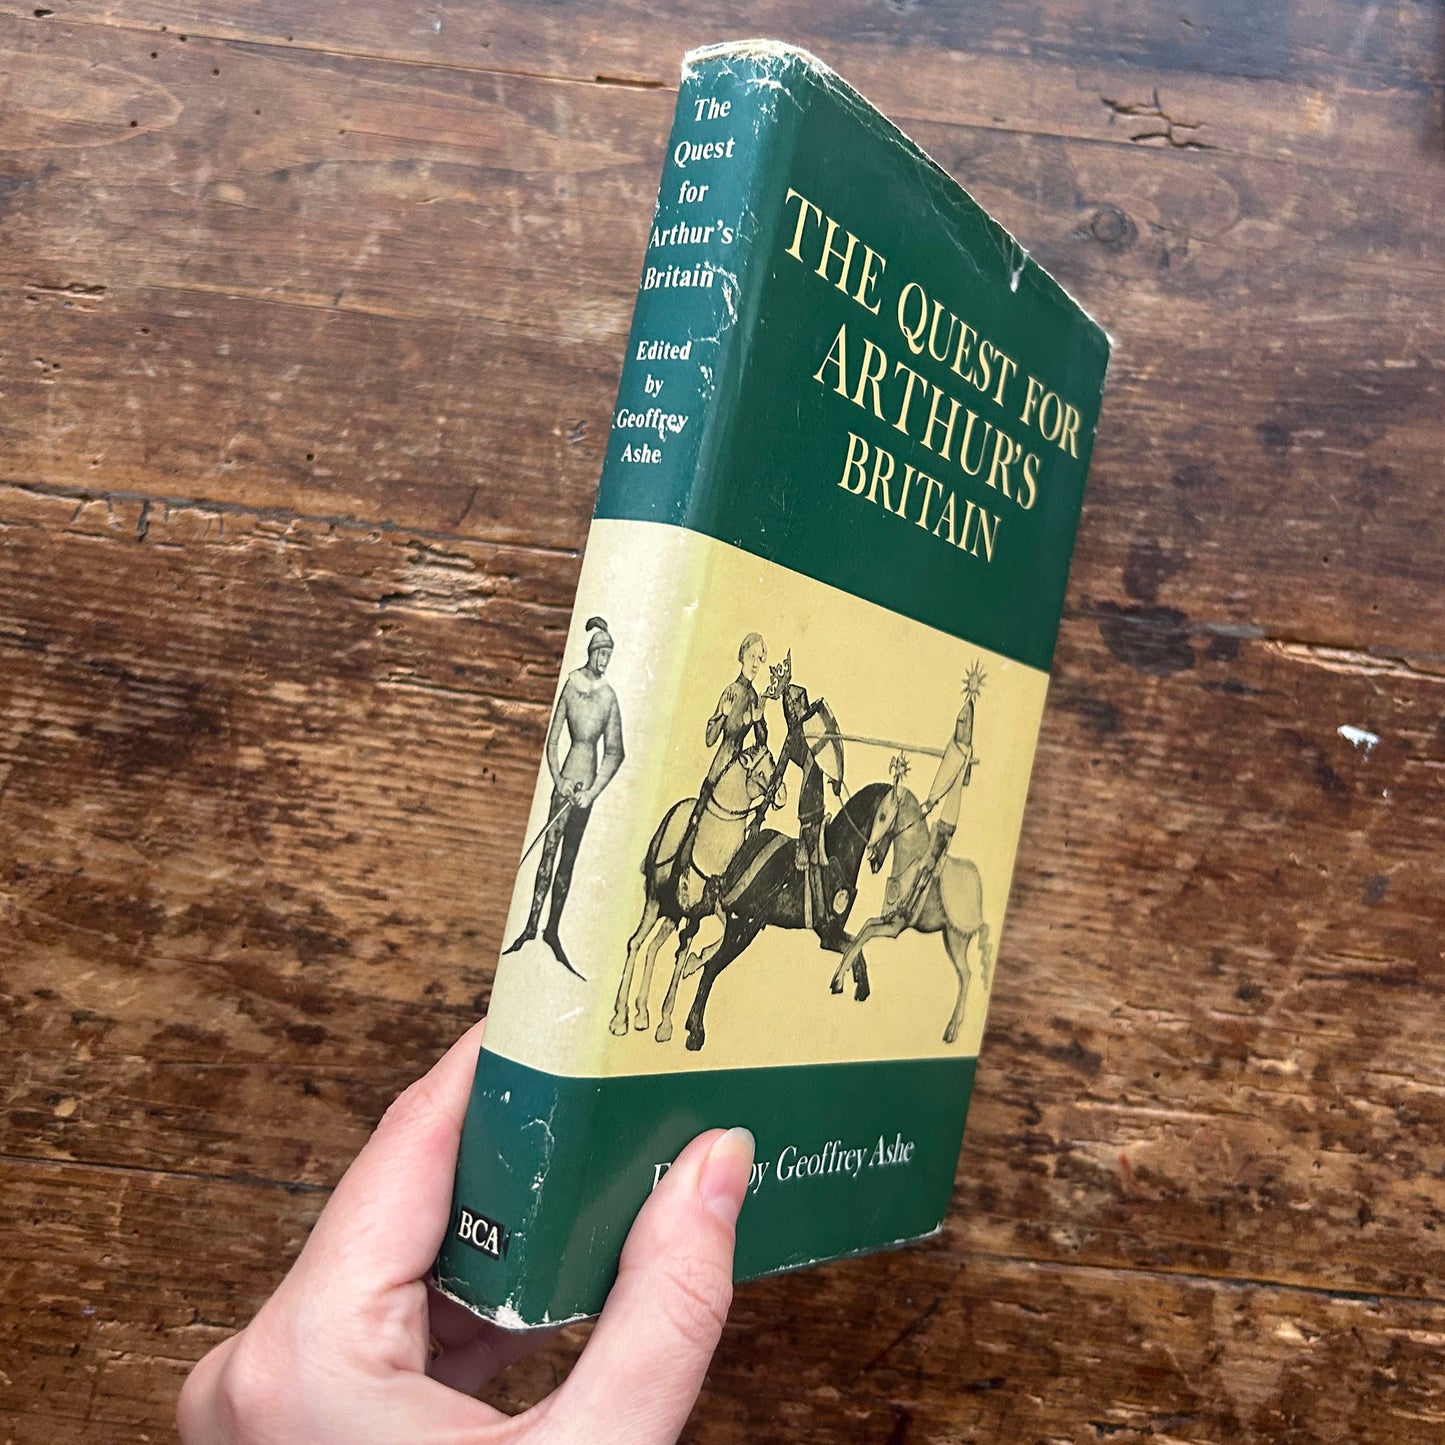 The
Quest
for
Arthur's
Britain
Edited
by
Geoffrey
Ashe
BCA
THE QUEST FOR
ARTHUR'S
BRITAIN
by Geoffrey Ashe